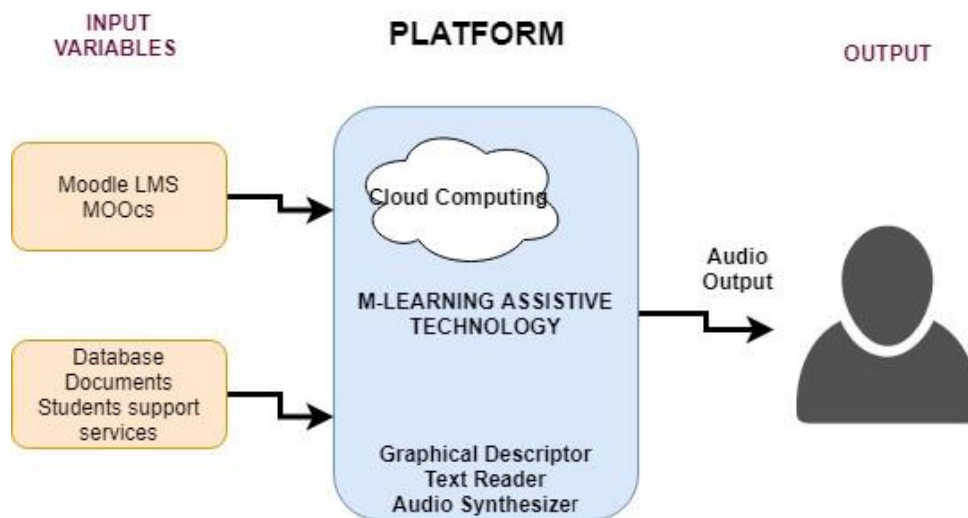 INPUT
VARIABLES
PLATFORM
OUTPUT
Moodle LMS
MOOcs
Cloud Computing
Audio
Output
M-LEARNING ASSISTIVE
TECHNOLOGY
Database
Documents
Students support
services
Graphical Descriptor
Text Reader
Audio Synthesizer